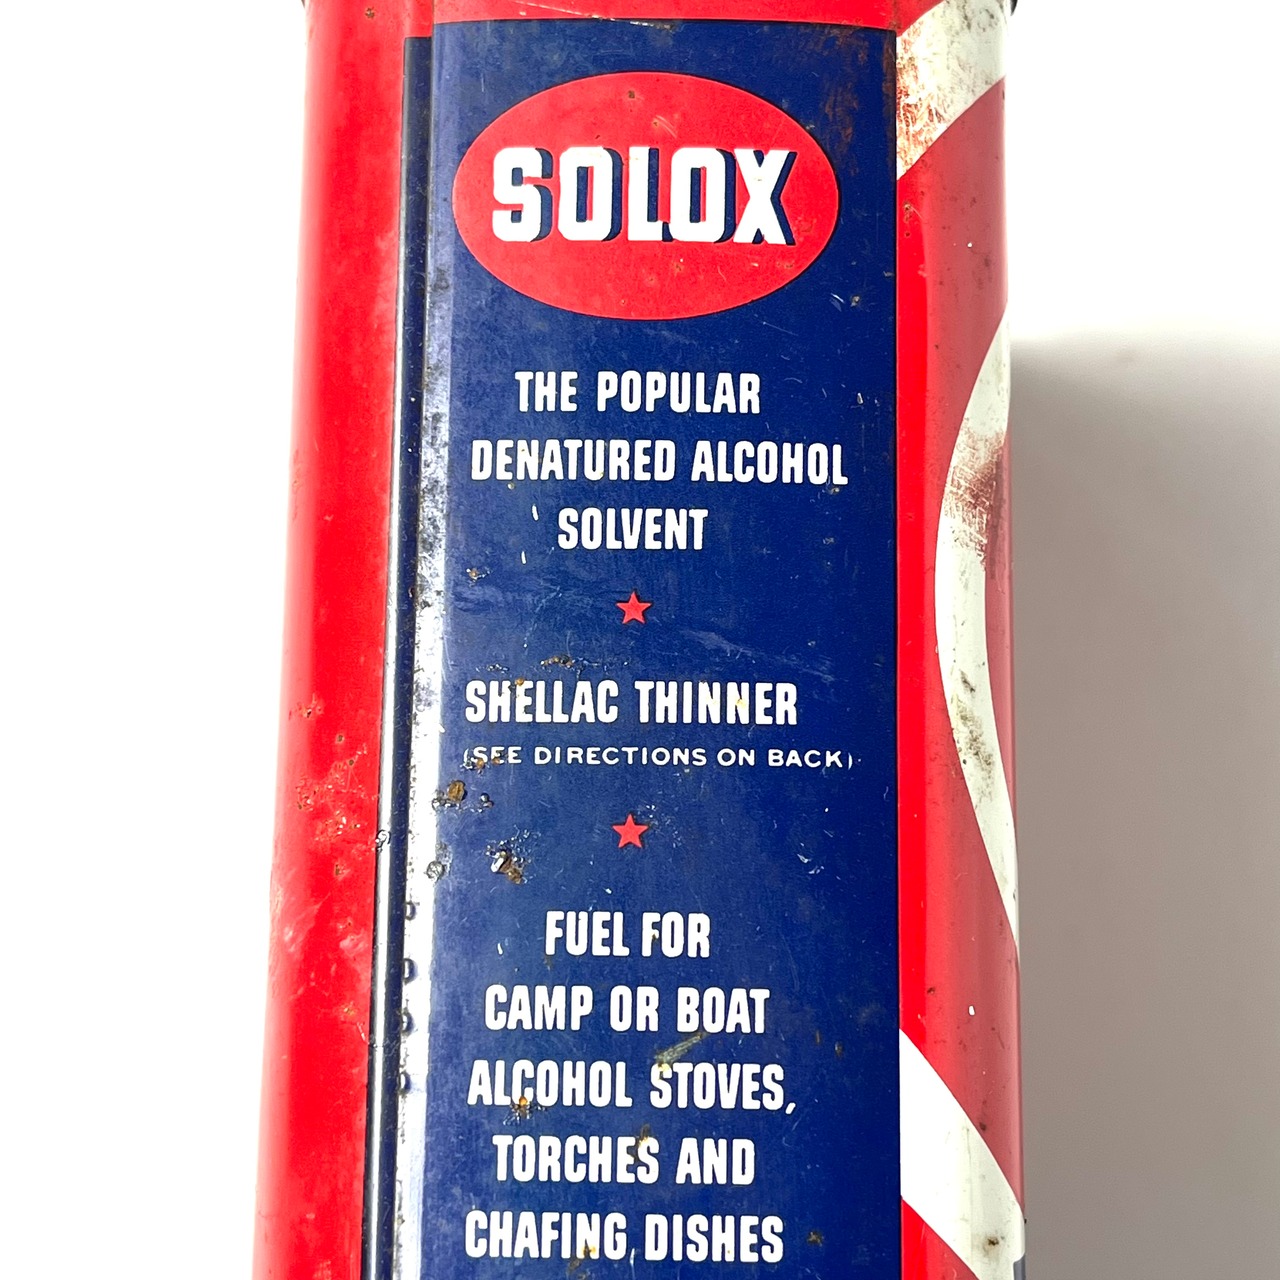 SOLOX
THE POPULAR
DENATURED ALCOHOL
SOLVENT
SHELLAC THINNER
(SEE DIRECTIONS ON BACK)
FUEL FOR
CAMP OR BOAT
ALCOHOL STOVES,
TORCHES AND
CHAFING DISHES